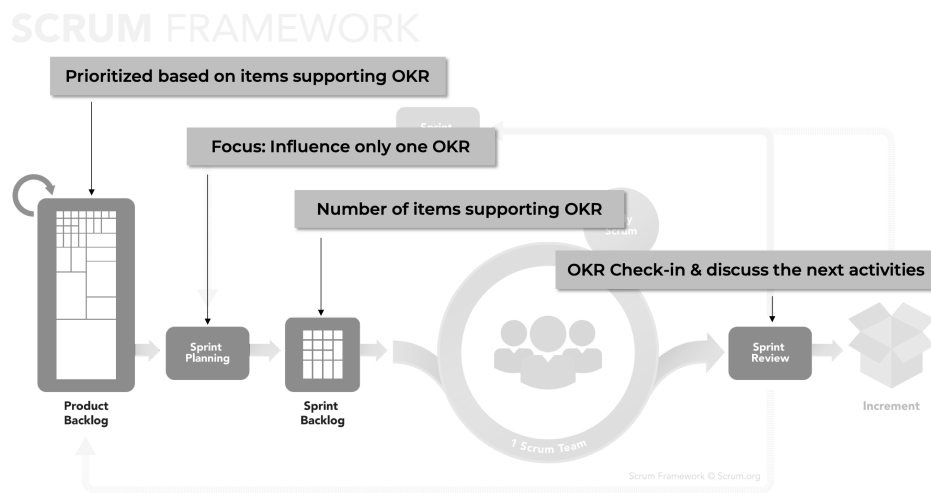 SCRUM FRAMEWORK
Prioritized based on items supporting OKR
Sprint
Focus: Influence only one OKR
Number of items supporting OKR
Scrum
OKR Check-in & discuss the next activities
Sprint
Planning
Sprint
Review
Product
Backlog
Sprint
Backlog
Increment
1 Scrum Team
Scrum Framework © Scrum.org